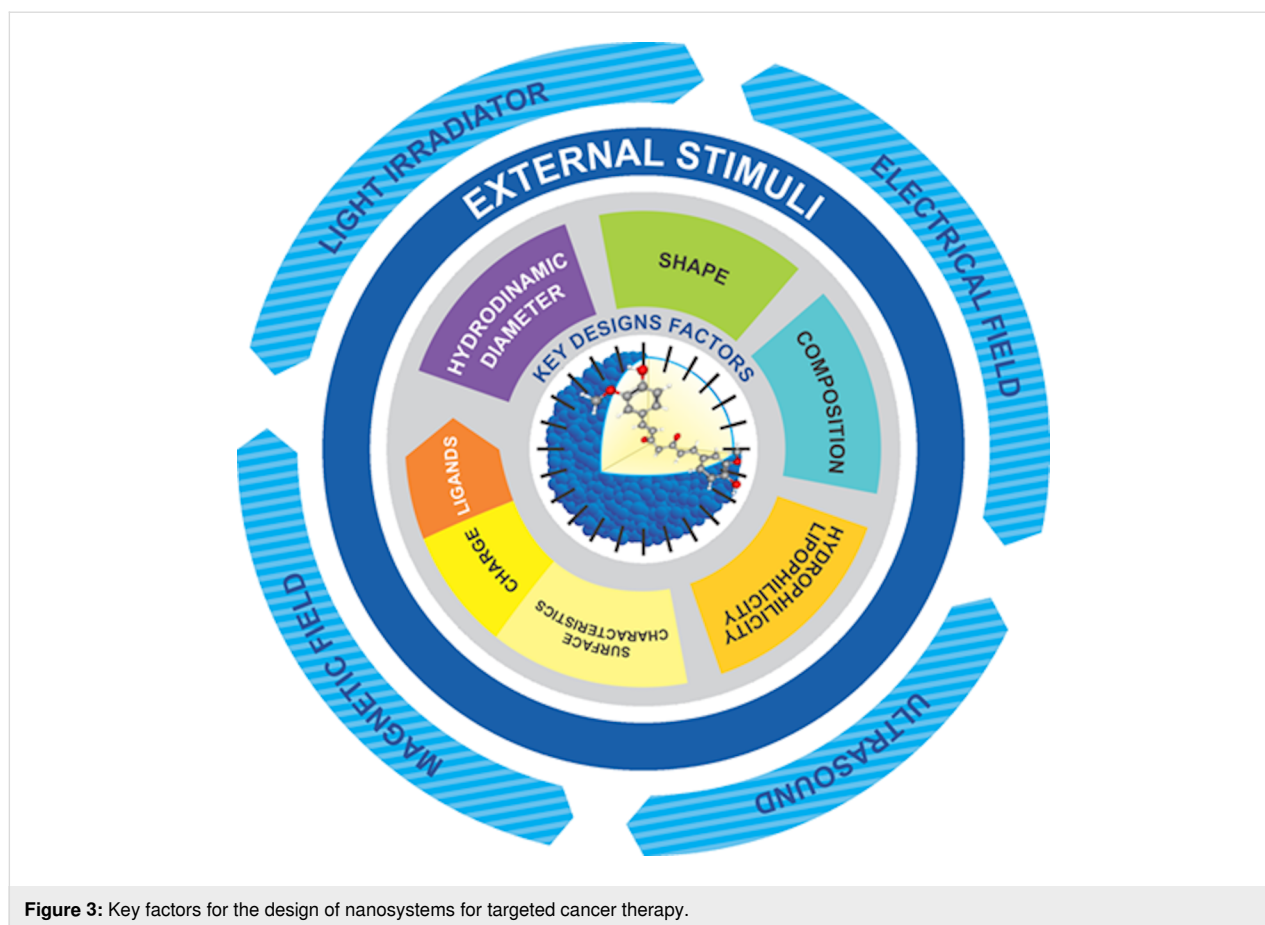 LIGHT IRRADIATOR
ELECTRICAL FIELD
EXTERNAL STIMULI
HYDRODINAMIC
DIAMETER
SHAPE
COMPOSITION
KEY DESIGNS FACTORS
LIGANDS
CHARGE
SURFACE
CHARACTERISTICS
HYDROPHILICITY
LIPOPHILICITY
MAGNETIC FIELD
ULTRASOUND
Figure 3: Key factors for the design of nanosystems for targeted cancer therapy.